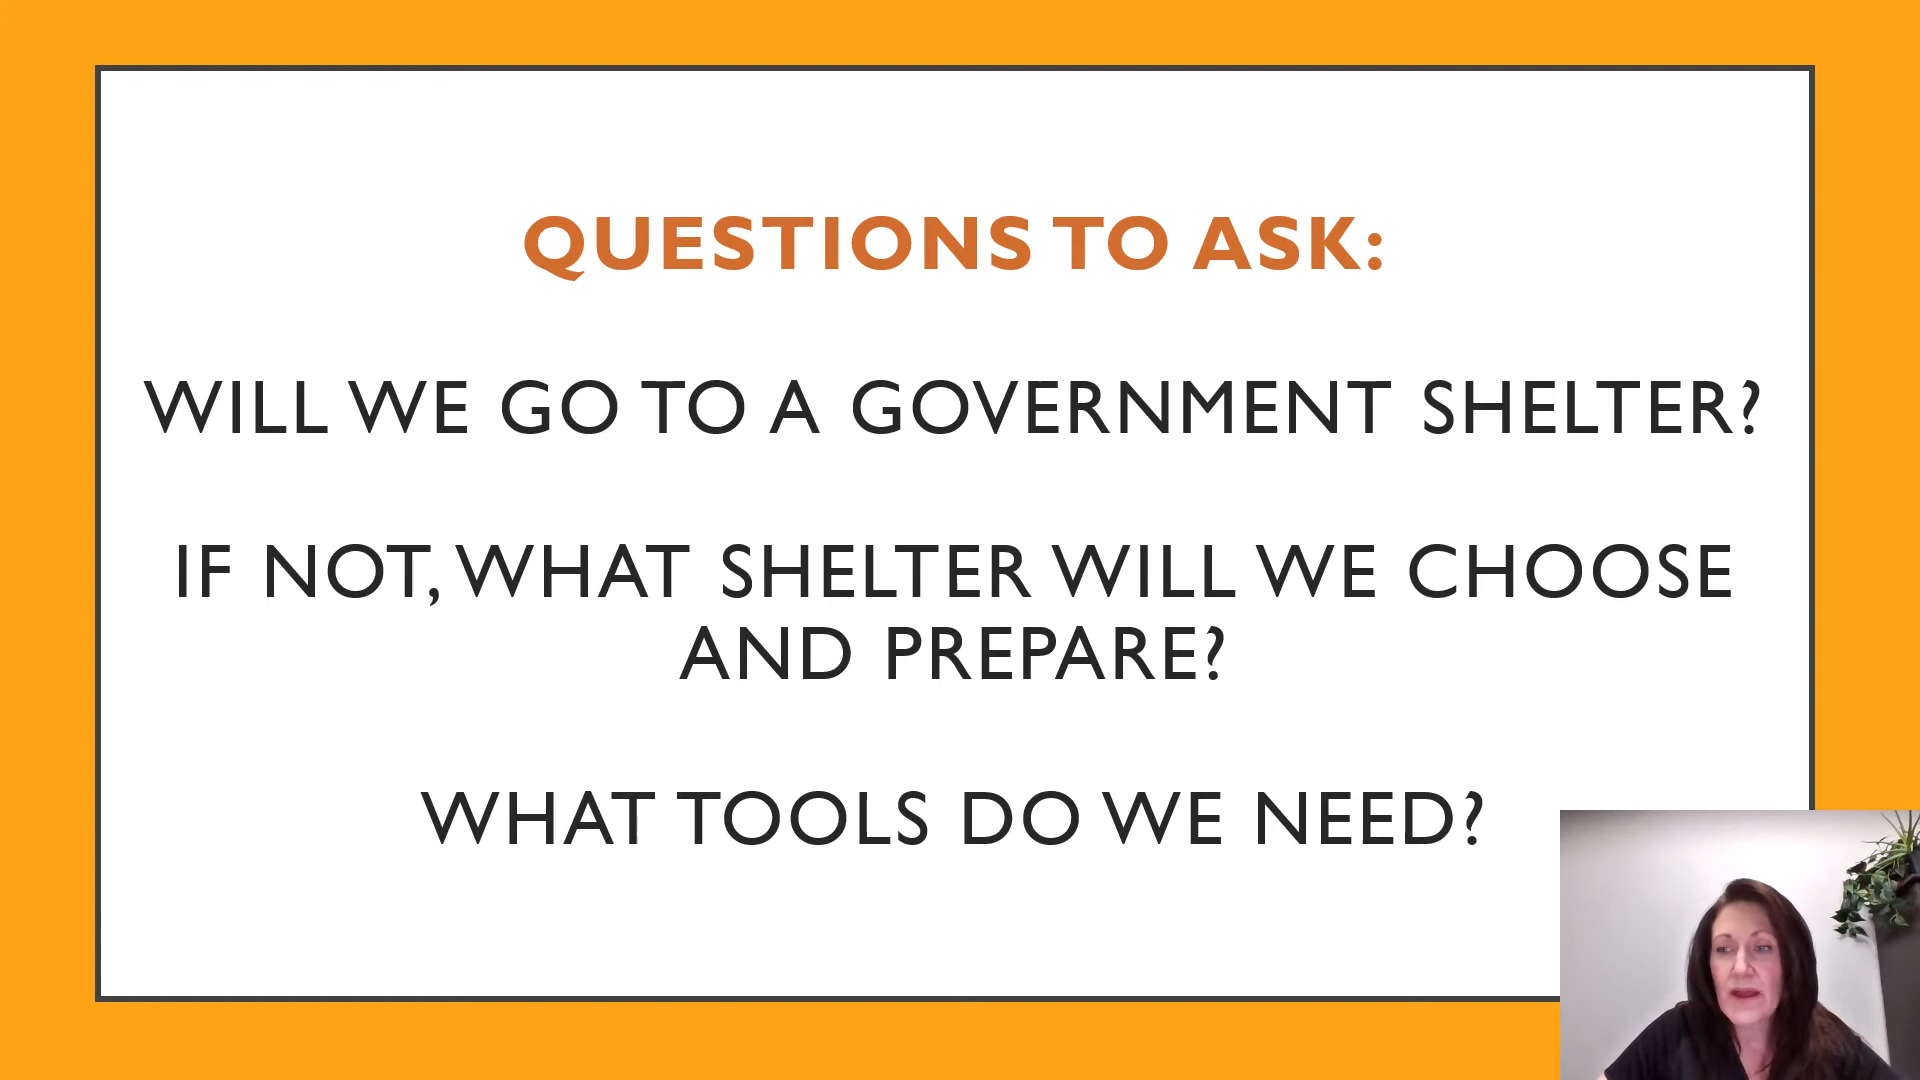 QUESTIONS TO ASK:
WILL WE GO TO A GOVERNMENT SHELTER?
IF NOT, WHAT SHELTER WILL WE CHOOSE
AND PREPARE?
WHAT TOOLS DO WE NEED?